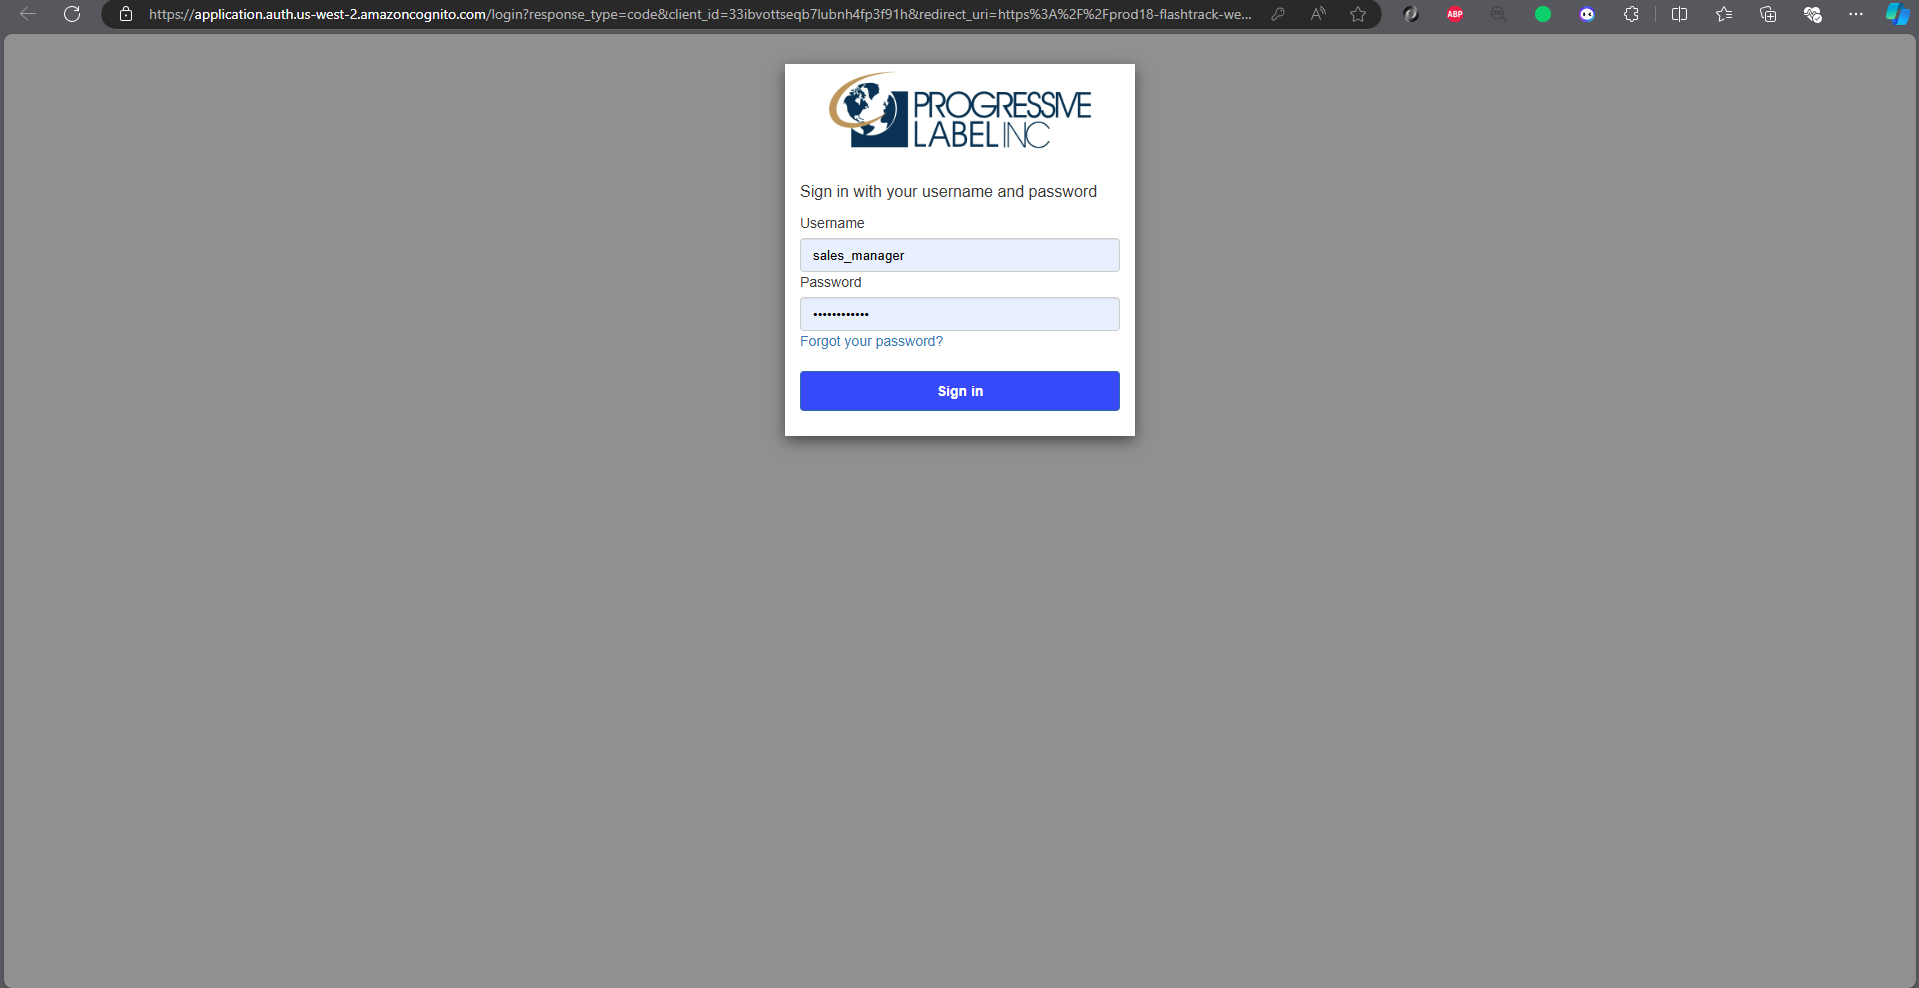 https://application.auth.us-west-2.amazoncognito.com/login?response_type=code&client_id=33ibvottseqb7lubnh4fp3f91h&redirect_uri=https%3A%2F%2Fprod18-flashtrack-we...
ABP
PROGRESSIVE
LABEL INC
Sign in with your username and password
Username
sales_manager
Password
••••••••••••
Forgot your password?
Sign in